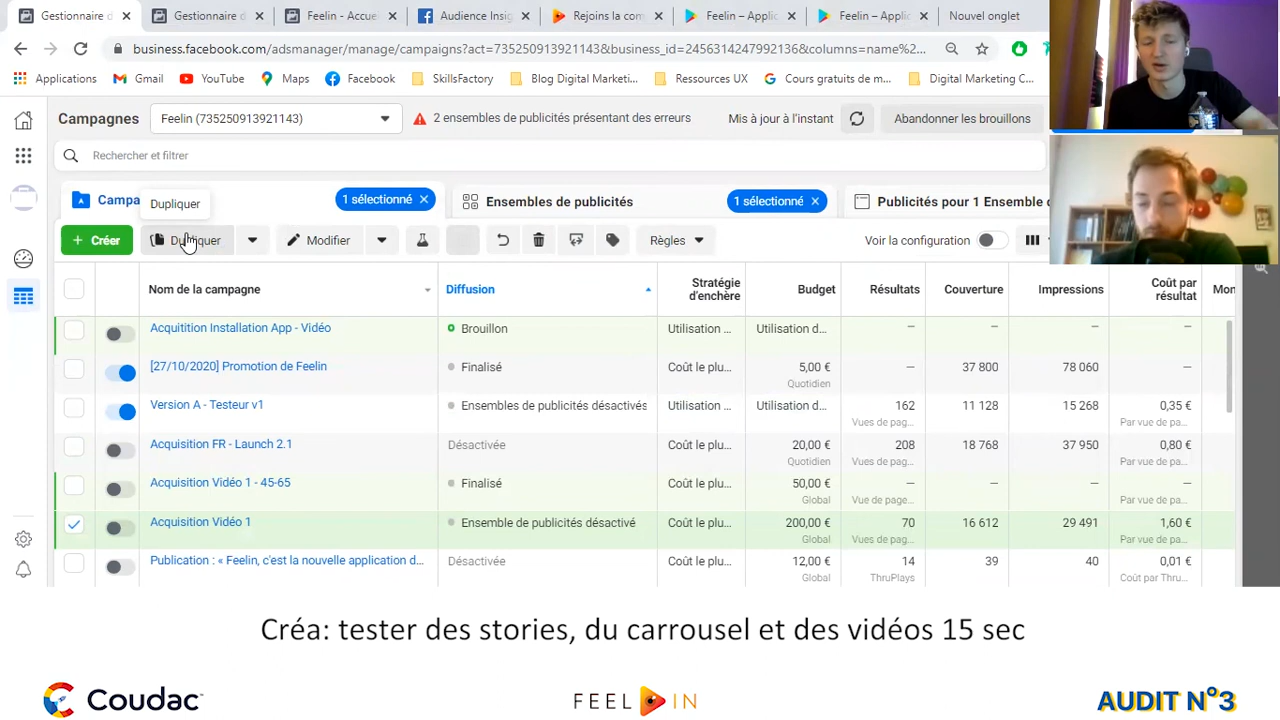 Gestionnaire d
Gestionnaire d
Feelin - Accue
Audience Insig
Rejoins la com
Feelin – Applic
Feelin – Applic
Nouvel onglet
business.facebook.com/adsmanager/manage/campaigns?act=735250913921143&business_id=2456314247992136&columns=name%2...
Applications
Gmail
YouTube
Maps
Facebook
SkillsFactory
Blog Digital Marketi...
Ressources UX
Cours gratuits de m...
Digital Marketing C...
Campagnes
Feelin (735250913921143)
2 ensembles de publicités présentant des erreurs
Mis à jour à l'instant
Abandonner les brouillons
Rechercher et filtrer
Campa
Dupliquer
1 sélectionné
Ensembles de publicités
1 sélectionné
Publicités pour 1 Ensemble d
+ Créer
Dupliquer
Modifier
Règles
Voir la configuration
Nom de la campagne
Diffusion
Stratégie d'enchère
Budget
Résultats
Couverture
Impressions
Coût par résultat
Mon
Acquitition Installation App - Vidéo
Brouillon
Utilisation ...
Utilisation d...
—
—
—
—
[27/10/2020] Promotion de Feelin
Finalisé
Coût le plu...
5,00 €
Quotidien
—
37 800
78 060
—
Version A - Testeur v1
Ensembles de publicités désactivés
Utilisation ...
Utilisation d...
162
Vues de pag...
11 128
15 268
0,35 €
Par vue de pa...
Acquisition FR - Launch 2.1
Désactivée
Coût le plu...
20,00 €
Quotidien
208
Vues de pag...
18 768
37 950
0,80 €
Par vue de pa...
Acquisition Vidéo 1 - 45-65
Finalisé
Coût le plu...
50,00 €
Global
—
Vue de page...
—
—
—
Par vue de pa...
Acquisition Vidéo 1
Ensemble de publicités désactivé
Coût le plu...
200,00 €
Global
70
Vues de pag...
16 612
29 491
1,60 €
Par vue de pa...
Publication : « Feelin, c'est la nouvelle application d...
Désactivée
Coût le plu...
12,00 €
Global
14
ThruPlays
39
40
0,01 €
Coût par Thru...
Créa: tester des stories, du carrousel et des vidéos 15 sec
Coudac
FEEL IN
AUDIT N°3